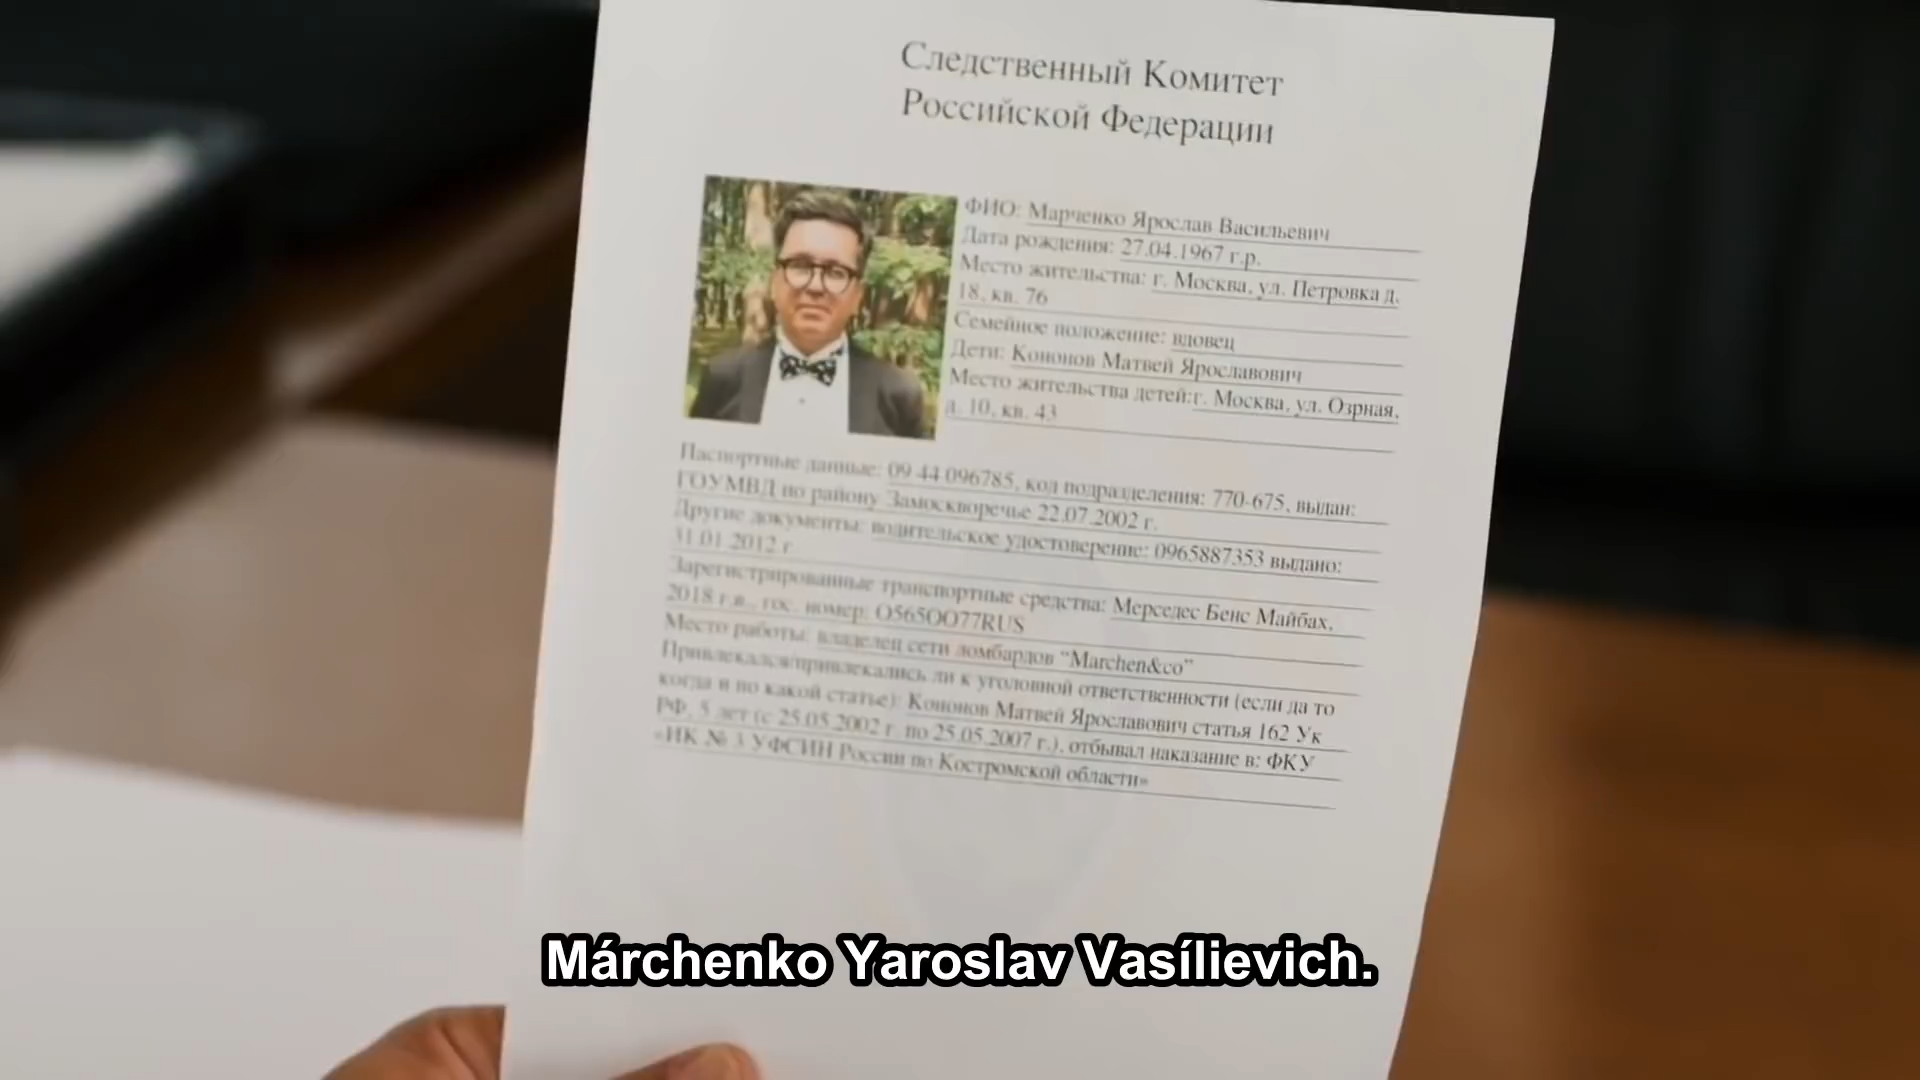 Следственный Комитет
Российской Федерации
ФИО: Марченко Ярослав Васильевич
Дата рождения: 27.04.1967 г.р.
Место жительства: г. Москва, ул. Петровка д.
18, кв. 76
Семейное положение: вдовец
Дети: Кононов Матвей Ярославович
Место жительства детей:г. Москва, ул. Озрная,
д. 10, кв. 43
Паспортные данные: 09 44 096785, код подразделения: 770-675, выдан:
ГОУМВД по району Замоскворечье 22.07.2002 г.
Другие документы: водительское удостоверение: 0965887353 выдано:
31.01.2012 г
Зарегистрированные транспортные средства: Мерседес Бенс Майбах,
2018 г.в., гос. номер: О565ОО77RUS
Место работы: владелец сети ломбардов "Marchen&co"
Привлекался/привлекались ли к уголовной ответственности (если да то
когда и по какой статье): Кононов Матвей Ярославович статья 162 Ук
РФ, 5 лет (с 25.05.2002 г. по 25.05.2007 г.), отбывал наказание в: ФКУ
«ИК № 3 УФСИН России по Костромской области»
Márchenko Yaroslav Vasílievich.